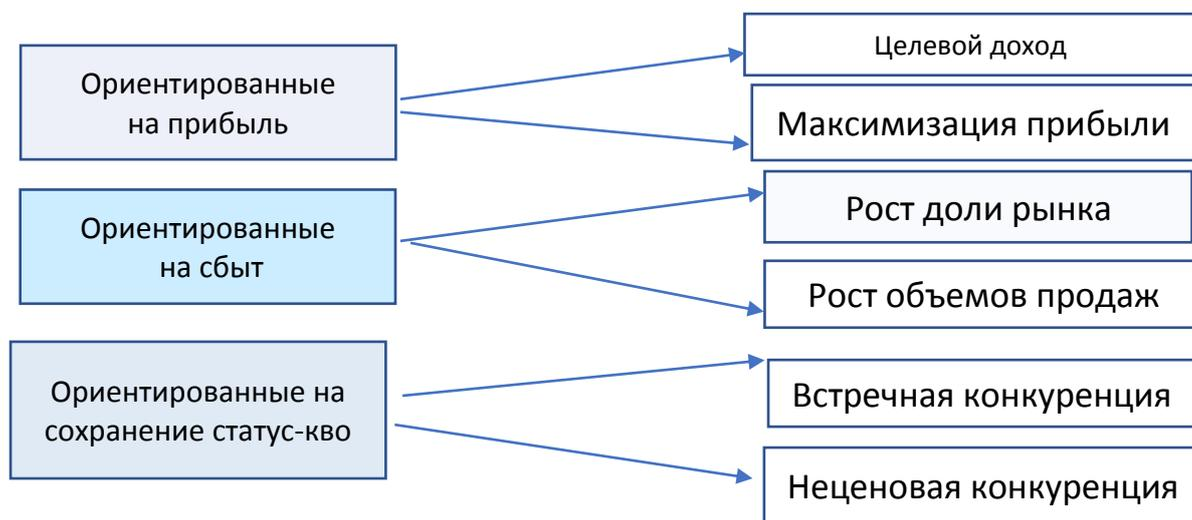 Ориентированные
на прибыль
Целевой доход
Максимизация прибыли
Ориентированные
на сбыт
Рост доли рынка
Рост объемов продаж
Ориентированные на
сохранение статус-кво
Встречная конкуренция
Неценовая конкуренция